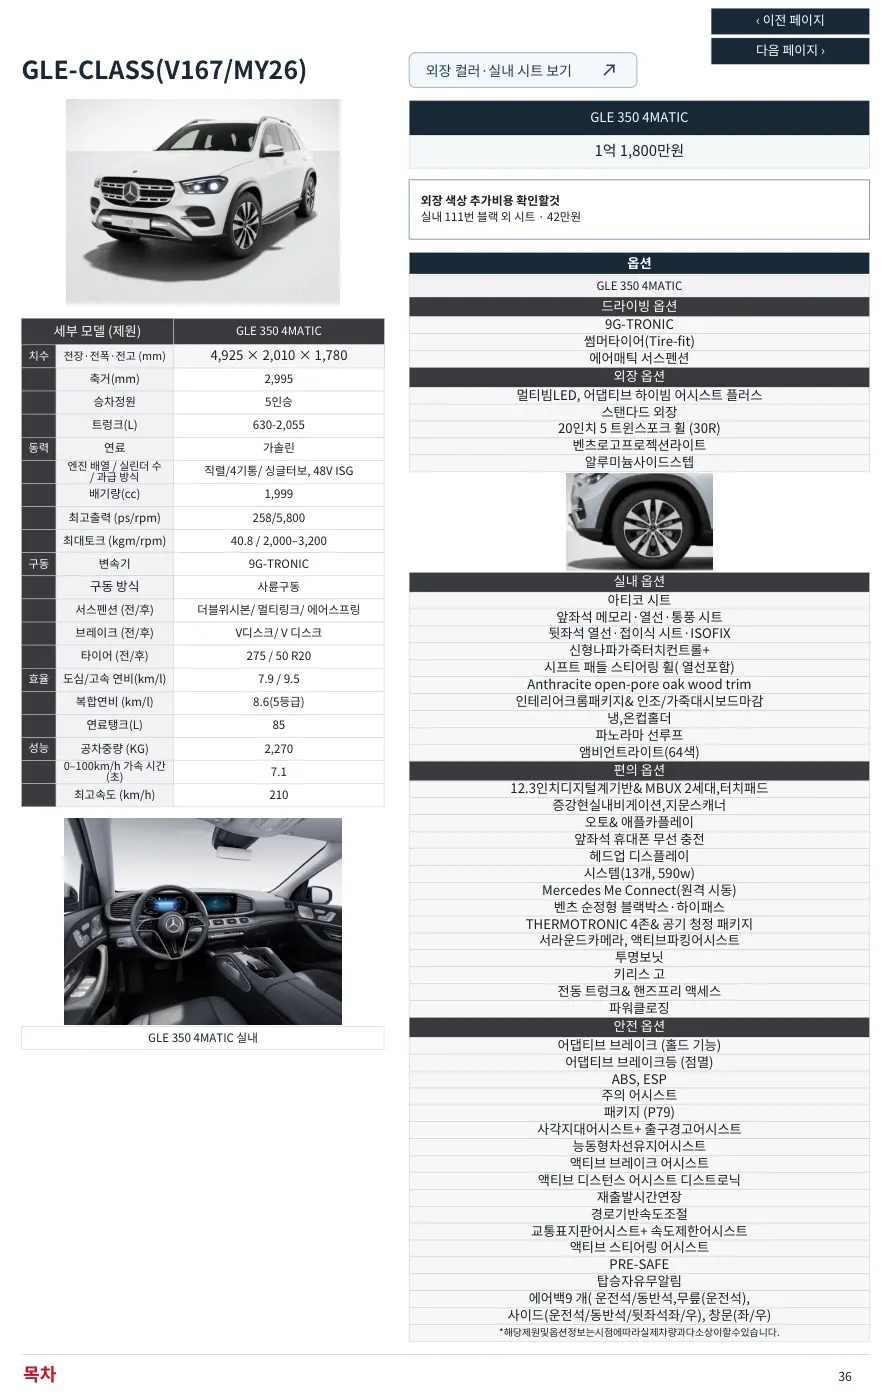 ‹ 이전 페이지
다음 페이지 ›
GLE-CLASS(V167/MY26)
외장 컬러·실내 시트 보기
세부 모델 (제원) GLE 350 4MATIC
치수 전장·전폭·전고 (mm) 4,925 × 2,010 × 1,780
축거(mm) 2,995
승차정원 5인승
트렁크(L) 630-2,055
동력 연료 가솔린
엔진 배열 / 실린더 수
/ 과급 방식 직렬/4기통/ 싱글터보, 48V ISG
배기량(cc) 1,999
최고출력 (ps/rpm) 258/5,800
최대토크 (kgm/rpm) 40.8 / 2,000–3,200
구동 변속기 9G-TRONIC
구동 방식 사륜구동
서스펜션 (전/후) 더블위시본/ 멀티링크/ 에어스프링
브레이크 (전/후) V디스크/ V 디스크
타이어 (전/후) 275 / 50 R20
효율 도심/고속 연비(km/l) 7.9 / 9.5
복합연비 (km/l) 8.6(5등급)
연료탱크(L) 85
성능 공차중량 (KG) 2,270
0–100km/h 가속 시간
(초) 7.1
최고속도 (km/h) 210
GLE 350 4MATIC 실내
GLE 350 4MATIC
1억 1,800만원
외장 색상 추가비용 확인할것
실내 111번 블랙 외 시트 · 42만원
옵션
GLE 350 4MATIC
드라이빙 옵션
9G-TRONIC
썸머타이어(Tire-fit)
에어매틱 서스펜션
외장 옵션
멀티빔LED, 어댑티브 하이빔 어시스트 플러스
스탠다드 외장
20인치 5 트윈스포크 휠 (30R)
벤츠로고프로젝션라이트
알루미늄사이드스텝
실내 옵션
아티코 시트
앞좌석 메모리·열선·통풍 시트
뒷좌석 열선·접이식 시트·ISOFIX
신형나파가죽터치컨트롤+
시프트 패들 스티어링 휠( 열선포함)
Anthracite open-pore oak wood trim
인테리어크롬패키지& 인조/가죽대시보드마감
냉,온컵홀더
파노라마 선루프
앰비언트라이트(64색)
편의 옵션
12.3인치디지털계기반& MBUX 2세대,터치패드
증강현실내비게이션,지문스캐너
오토& 애플카플레이
앞좌석 휴대폰 무선 충전
헤드업 디스플레이
시스템(13개, 590w)
Mercedes Me Connect(원격 시동)
벤츠 순정형 블랙박스·하이패스
THERMOTRONIC 4존& 공기 청정 패키지
서라운드카메라, 액티브파킹어시스트
투명보닛
키리스 고
전동 트렁크& 핸즈프리 액세스
파워클로징
안전 옵션
어댑티브 브레이크 (홀드 기능)
어댑티브 브레이크등 (점멸)
ABS, ESP
주의 어시스트
패키지 (P79)
사각지대어시스트+ 출구경고어시스트
능동형차선유지어시스트
액티브 브레이크 어시스트
액티브 디스턴스 어시스트 디스트로닉
재출발시간연장
경로기반속도조절
교통표지판어시스트+ 속도제한어시스트
액티브 스티어링 어시스트
PRE-SAFE
탑승자유무알림
에어백9 개( 운전석/동반석,무릎(운전석),
사이드(운전석/동반석/뒷좌석좌/우), 창문(좌/우)
*해당제원및옵션정보는시점에따라실제차량과다소상이할수있습니다.
목차
36